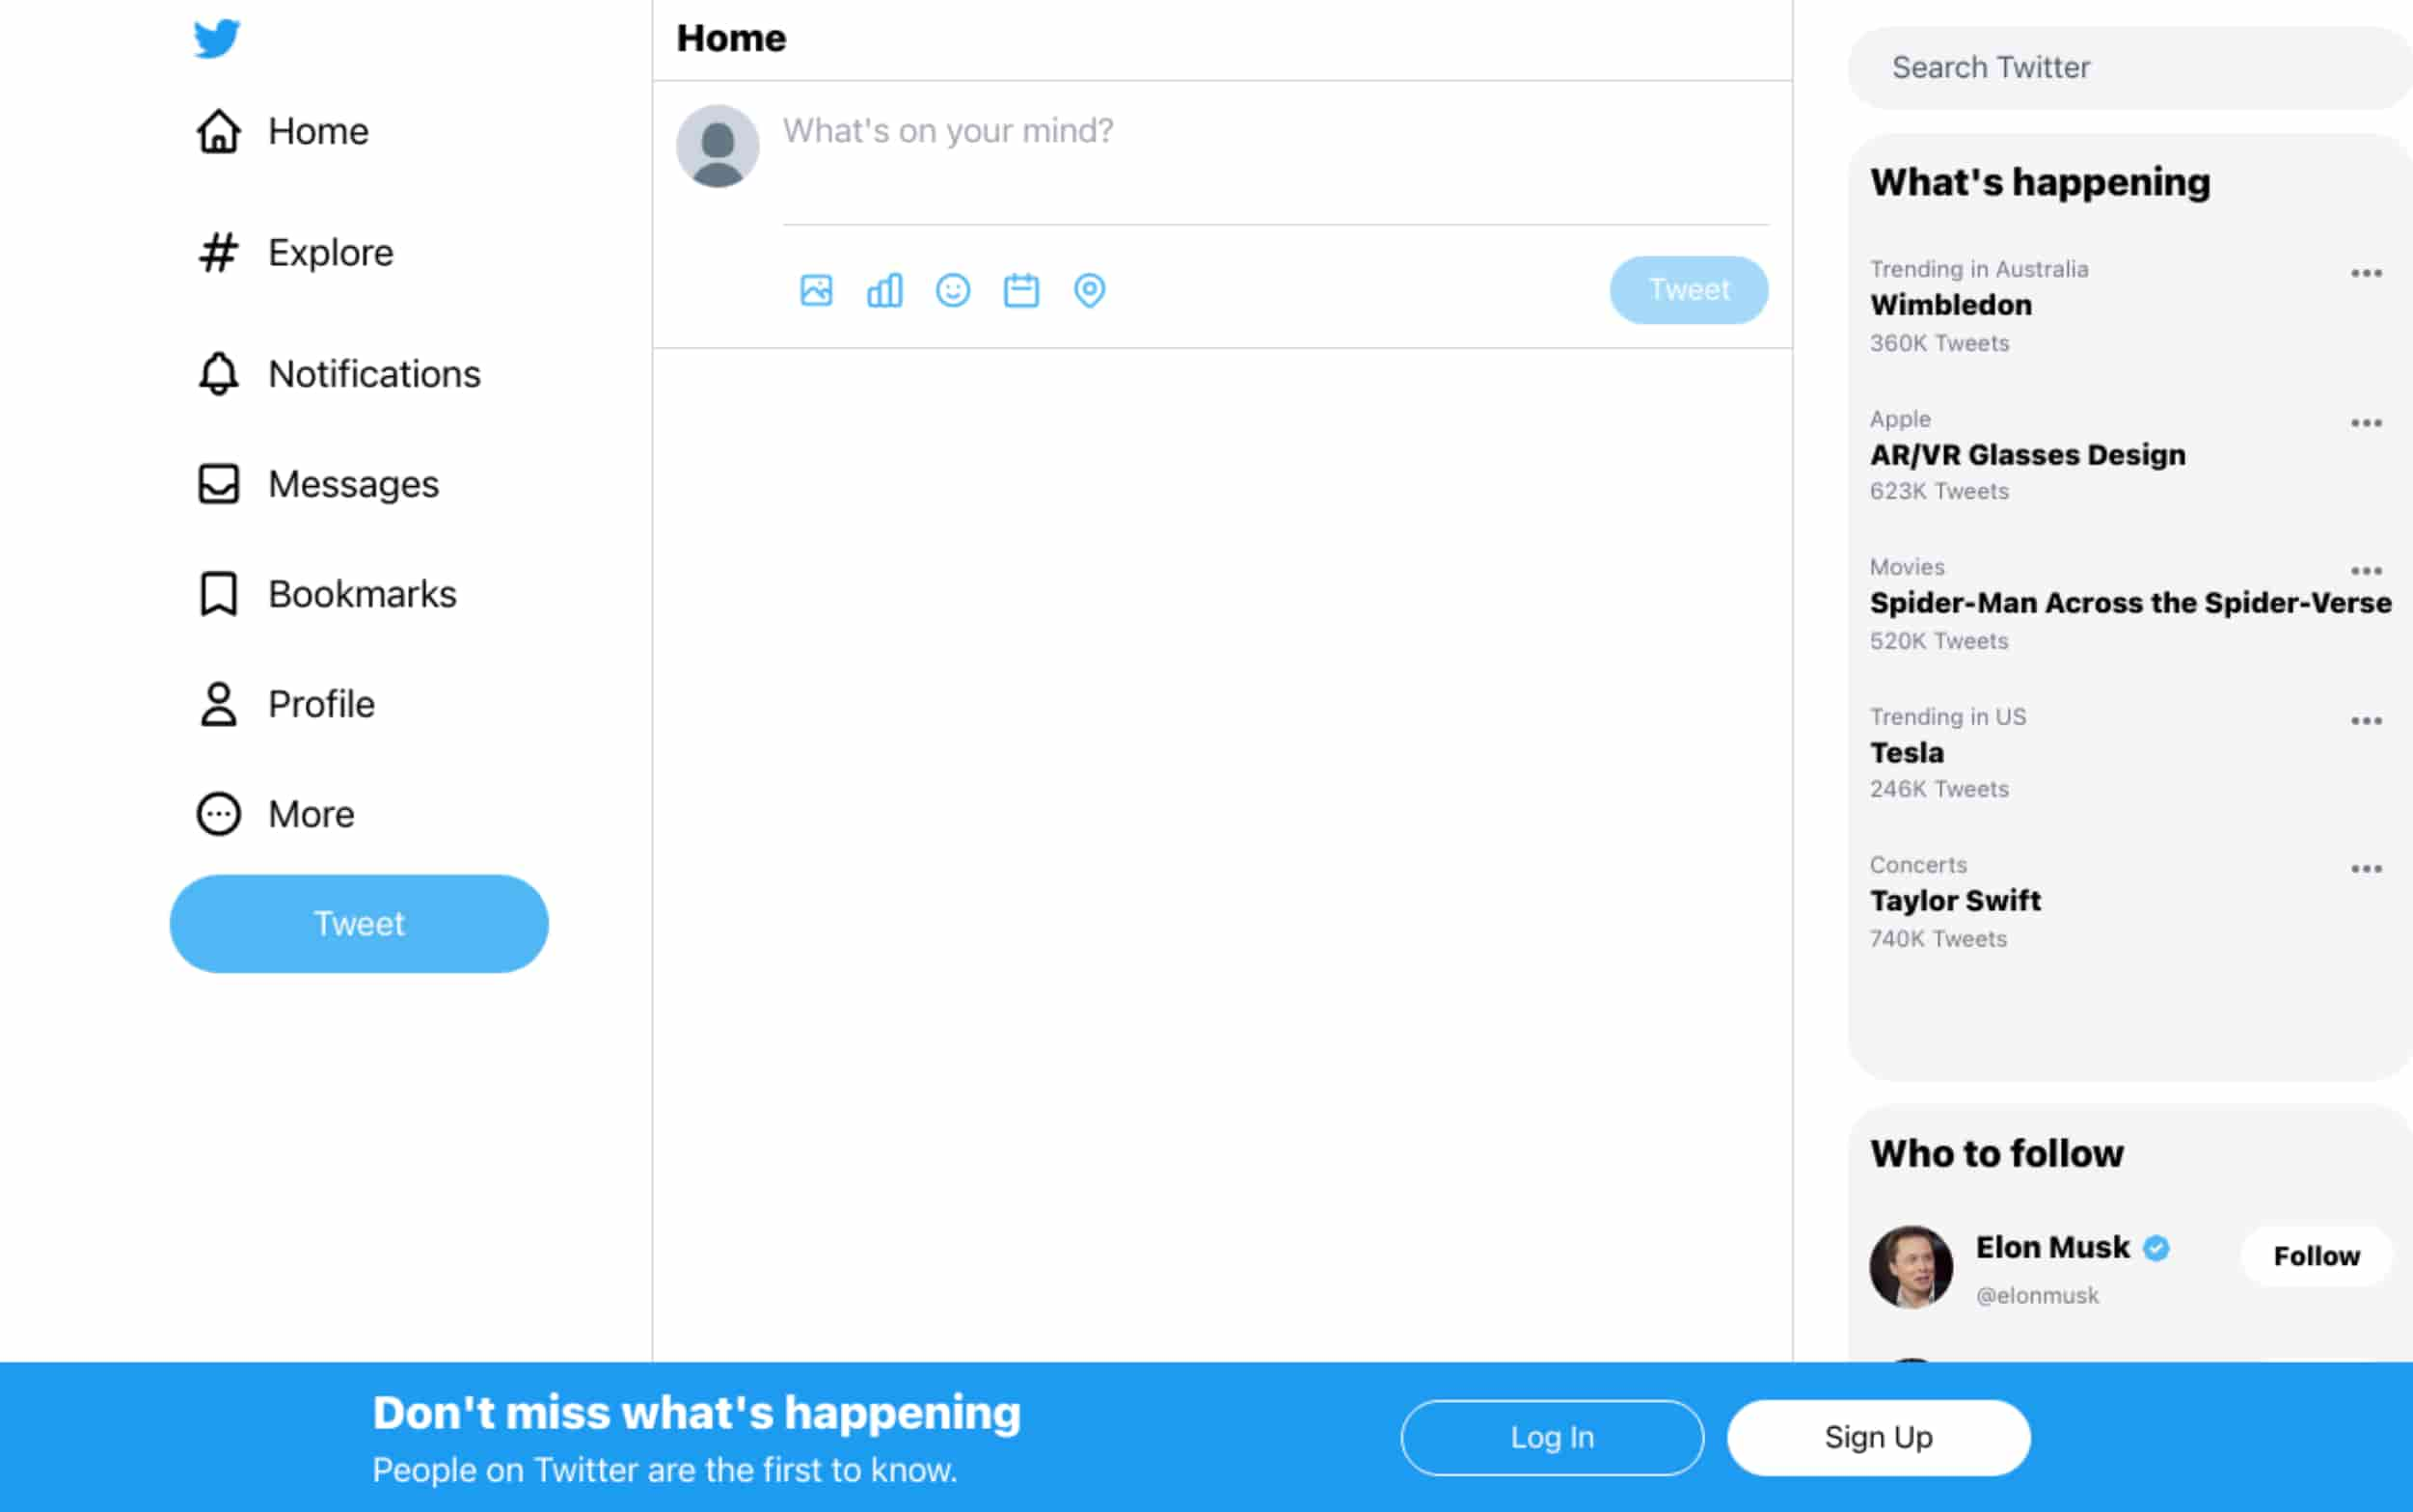 Home
Explore
Notifications
Messages
Bookmarks
Profile
More
Tweet
Home
What's on your mind?
Tweet
Search Twitter
What's happening
Trending in Australia
Wimbledon
360K Tweets
Apple
AR/VR Glasses Design
623K Tweets
Movies
Spider-Man Across the Spider-Verse
520K Tweets
Trending in US
Tesla
246K Tweets
Concerts
Taylor Swift
740K Tweets
Who to follow
Elon Musk
@elonmusk
Follow
Don't miss what's happening
People on Twitter are the first to know.
Log In
Sign Up